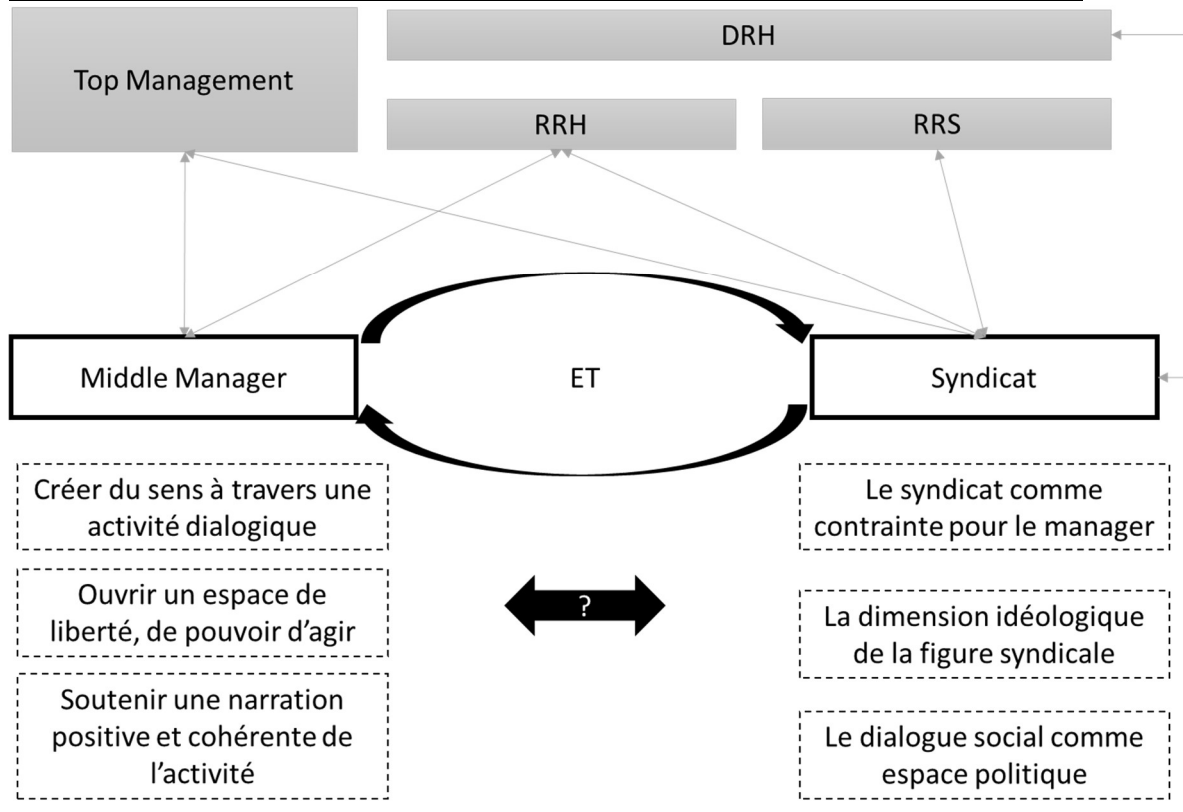 Top Management
DRH
RRH
RRS
Middle Manager
ET
Syndicat
Créer du sens à travers une
activité dialogique
Ouvrir un espace de
liberté, de pouvoir d'agir
Soutenir une narration
positive et cohérente de
l'activité
?
Le syndicat comme
contrainte pour le manager
La dimension idéologique
de la figure syndicale
Le dialogue social comme
espace politique